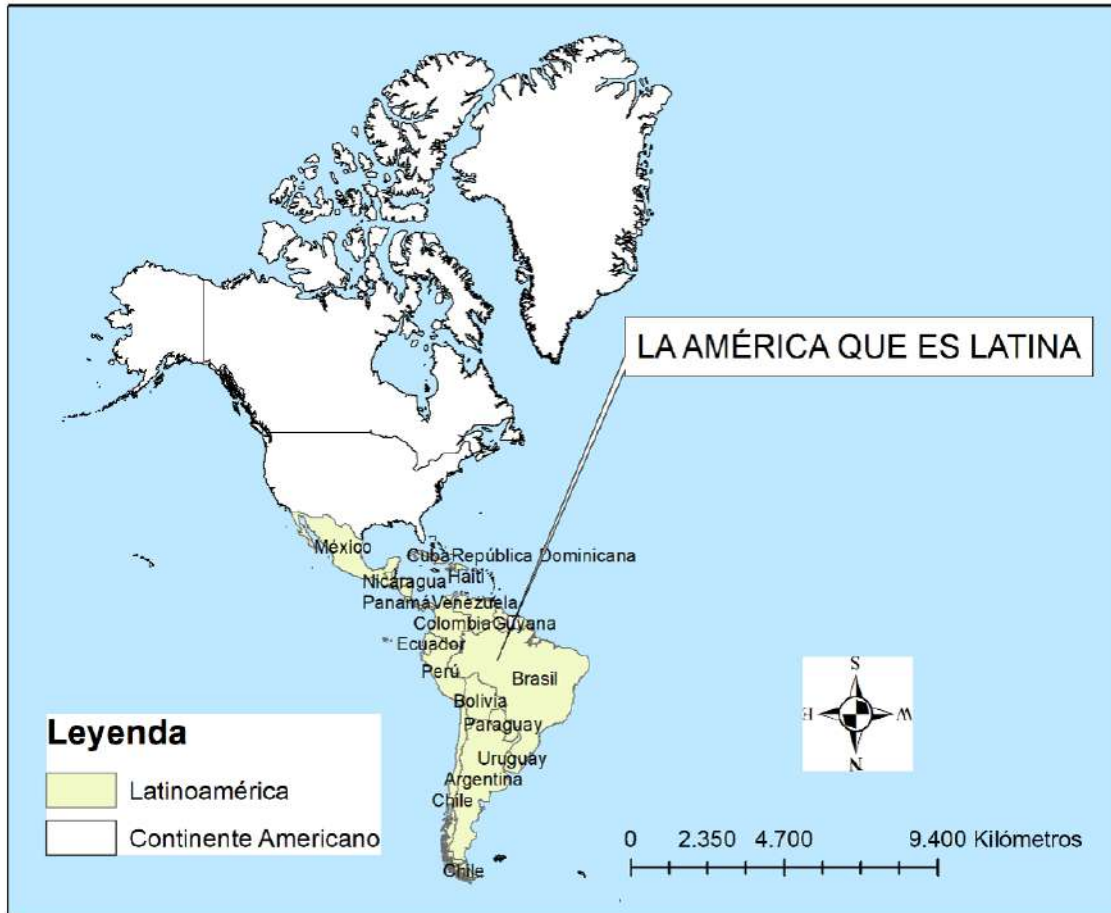 LA AMÉRICA QUE ES LATINA
México
Cuba República Dominicana
Haití
Nicaragua
Panamá Venezuela
Colombia Guyana
Ecuador
Perú
Brasil
Bolivia
Paraguay
Uruguay
Argentina
Chile
Chile
Leyenda
Latinoamérica
Continente Americano
S
E W
N
0 2.350 4.700 9.400 Kilómetros